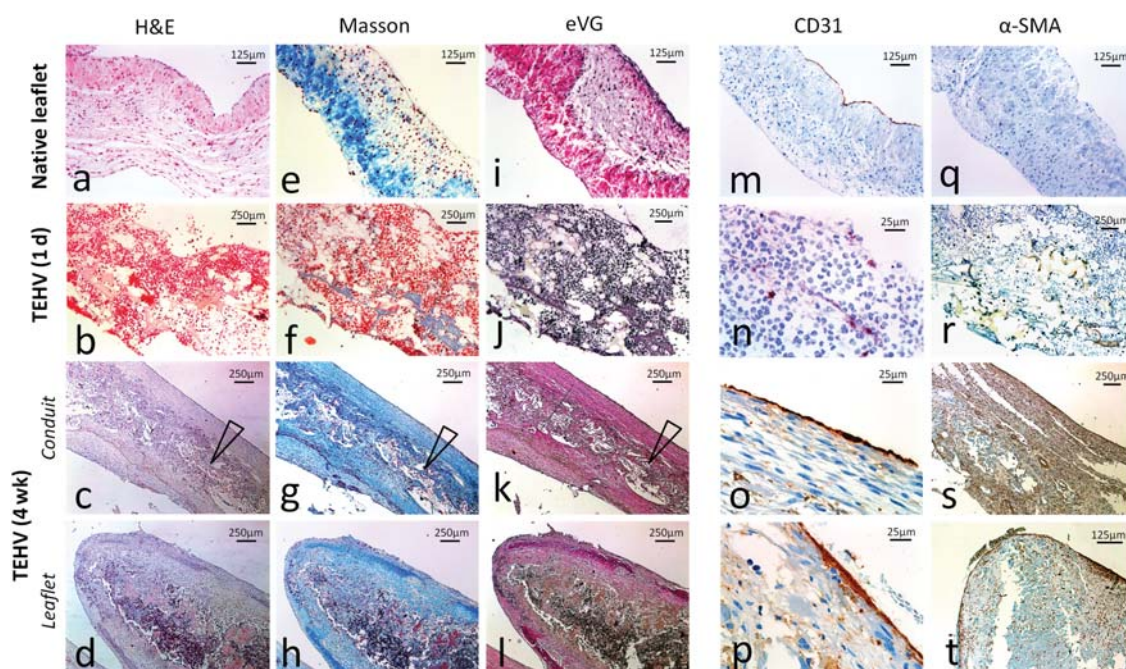 H&E Masson eVG CD31 α-SMA
Native leaflet
125µm 125µm 125µm 125µm 125µm
a e i m q
TEHV (1 d)
250µm 250µm 250µm 25µm 250µm
b f j n r
TEHV (4 wk)
Conduit
250µm 250µm 250µm 25µm 250µm
c g k o s
Leaflet
250µm 250µm 250µm 25µm 125µm
d h l p t